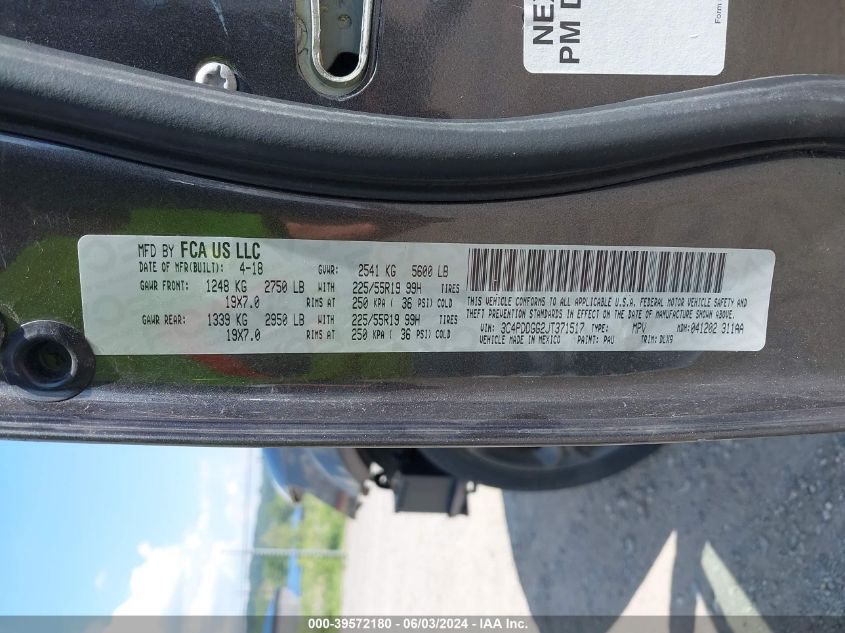 NE
PM D
Form
MFD BY FCA US LLC
DATE OF MFR(BUILT): 4-18 GVWR: 2541 KG 5600 LB
GAWR FRONT: 1248 KG 2750 LB WITH 225/55R19 99H TIRES
19X7.0 RIMS AT 250 KPA ( 36 PSI) COLD
GAWR REAR: 1339 KG 2950 LB WITH 225/55R19 99H TIRES
19X7.0 RIMS AT 250 KPA ( 36 PSI) COLD
THIS VEHICLE CONFORMS TO ALL APPLICABLE U.S.A. FEDERAL MOTOR VEHICLE SAFETY AND
THEFT PREVENTION STANDARDS IN EFFECT ON THE DATE OF MANUFACTURE SHOWN ABOVE.
VIN: 3C4PDDGG2JT371517 TYPE: MPV MDH: 041202 311AA
VEHICLE MADE IN MEXICO PAINT: PAU TRIM: DLX9
000-39572180 - 06/03/2024 - IAA Inc.